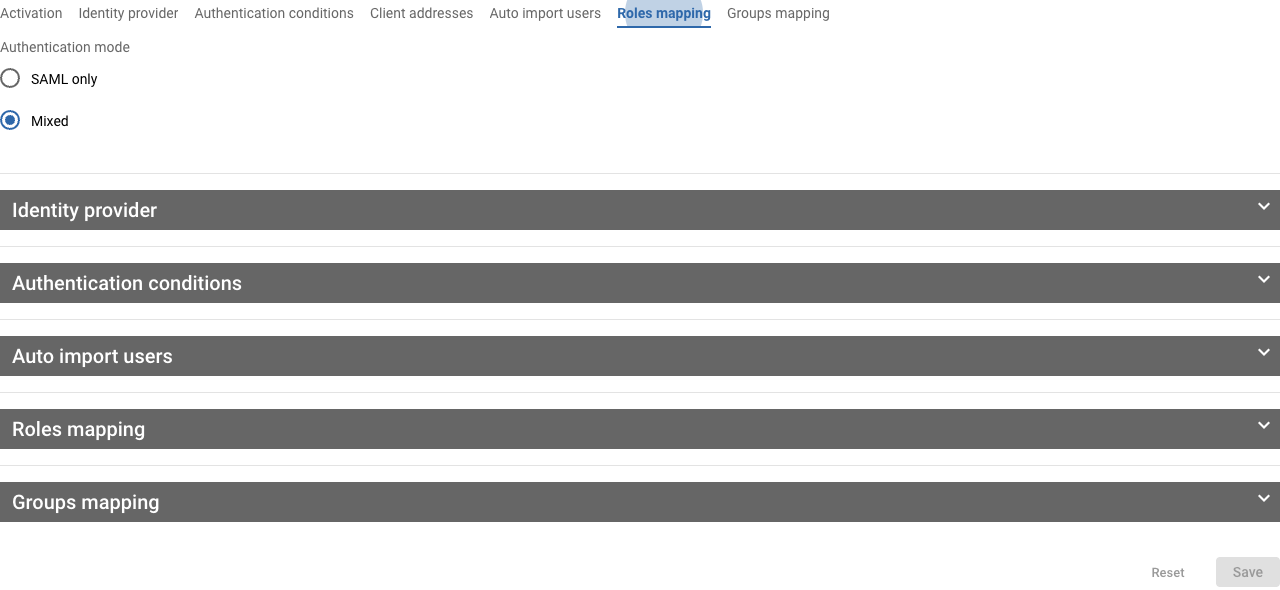 Activation Identity provider Authentication conditions Client addresses Auto import users Roles mapping Groups mapping
Authentication mode
SAML only
Mixed
Identity provider
Authentication conditions
Auto import users
Roles mapping
Groups mapping
Reset Save